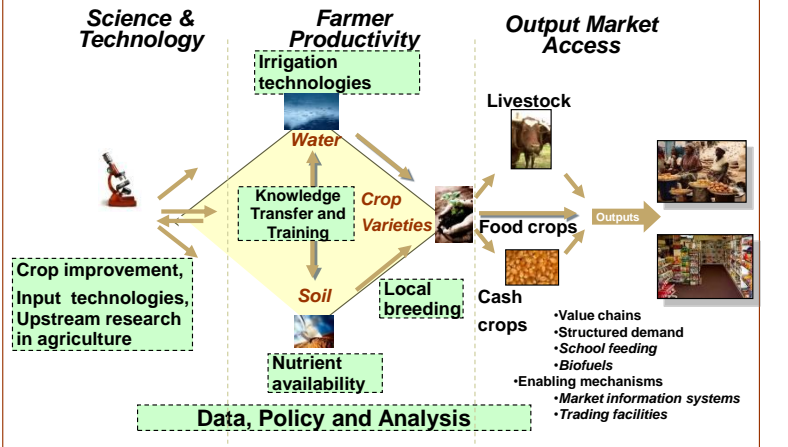 Science &
Technology
Farmer
Productivity
Output Market
Access
Irrigation
technologies
Water
Knowledge
Transfer and
Training
Crop
Varieties
Soil
Nutrient
availability
Local
breeding
Crop improvement,
Input technologies,
Upstream research
in agriculture
Livestock
Food crops
Cash
crops
Outputs
•Value chains
•Structured demand
•School feeding
•Biofuels
•Enabling mechanisms
•Market information systems
•Trading facilities
Data, Policy and Analysis